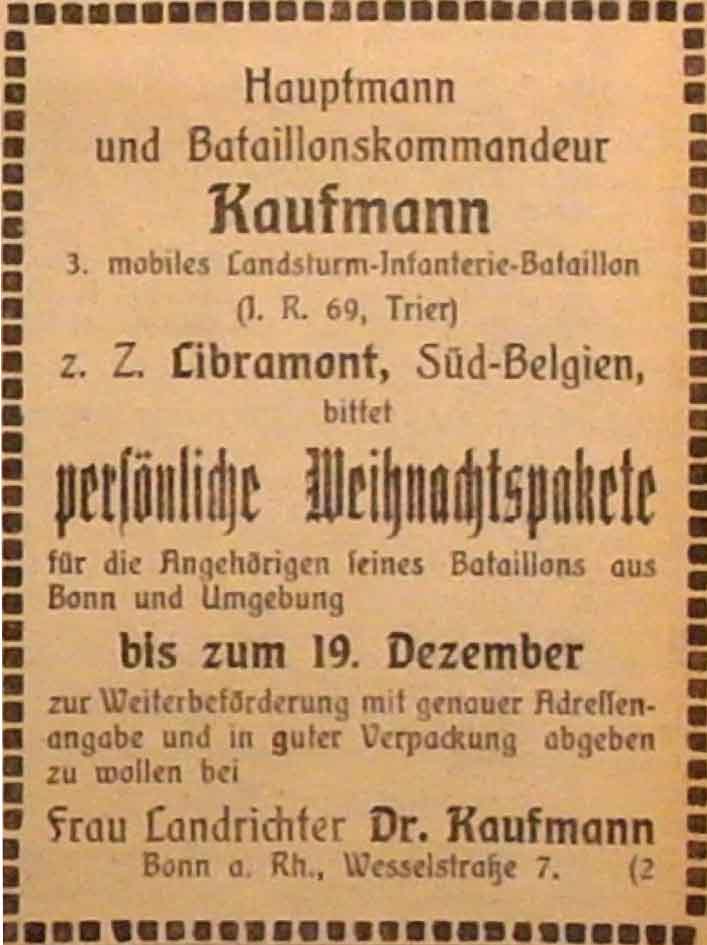 Hauptmann
und Bataillonskommandeur
Kaufmann
3. mobiles Landsturm-Infanterie-Bataillon
(I. R. 69, Trier)
z. Z. Libramont, Süd-Belgien,
bittet
perſönliche Weihnachtspakete
für die Angehörigen ſeines Bataillons aus
Bonn und Umgebung
bis zum 19. Dezember
zur Weiterbeförderung mit genauer Adreſſen-
angabe und in guter Verpackung abgeben
zu wollen bei
Frau Landrichter Dr. Kaufmann
Bonn a. Rh., Wesselstraße 7. (2